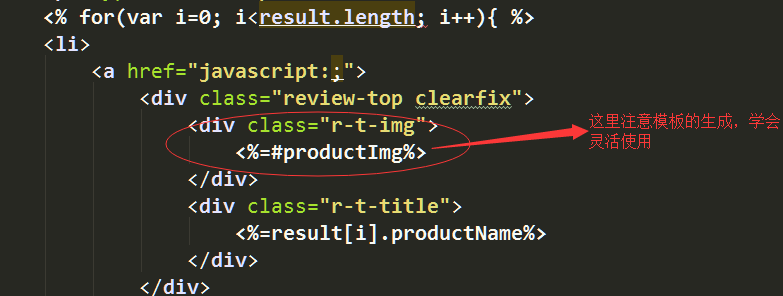 <% for(var i=0; i<result.length; i++){ %>
<li>
<a href="javascript:;">
<div class="review-top clearfix">
<div class="r-t-img">
<%=#productImg%>
</div>
<div class="r-t-title">
<%=result[i].productName%>
</div>
</div>
这里注意模板的生成，学会
灵活使用